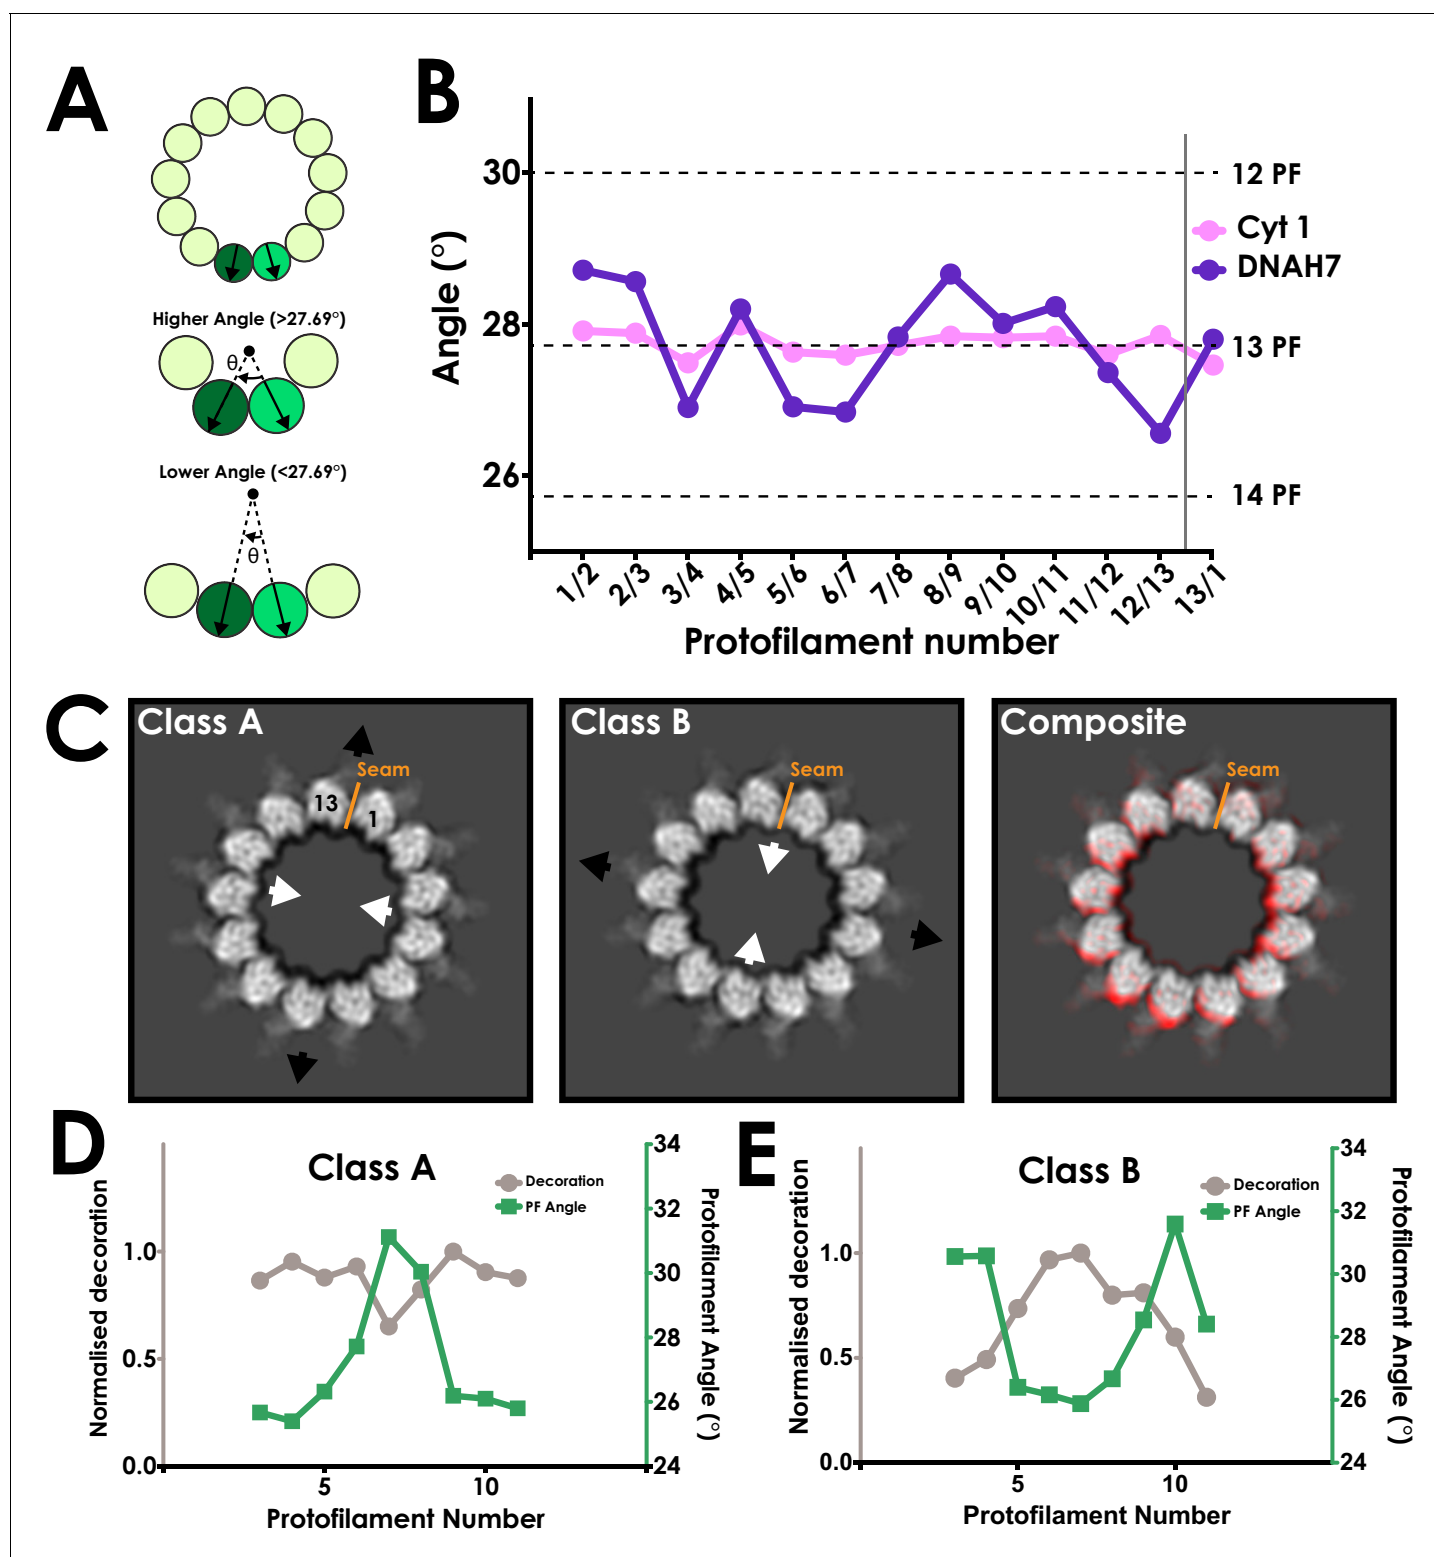 A
Higher Angle (>27.69°)
θ
Lower Angle (<27.69°)
θ
B
Angle (°)
30
28
26
12 PF
Cyt 1
DNAH7
13 PF
14 PF
1/2
2/3
3/4
4/5
5/6
6/7
7/8
8/9
9/10
10/11
11/12
12/13
13/1
Protofilament number
C
Class A
Seam
13
1
Class B
Seam
Composite
Seam
D
Class A
Decoration
PF Angle
Normalised decoration
1.0
0.5
0.0
5
10
Protofilament Number
34
32
30
28
26
24
Protofilament Angle (°)
E
Class B
Decoration
PF Angle
Normalised decoration
1.0
0.5
0.0
5
10
Protofilament Number
34
32
30
28
26
24
Protofilament Angle (°)